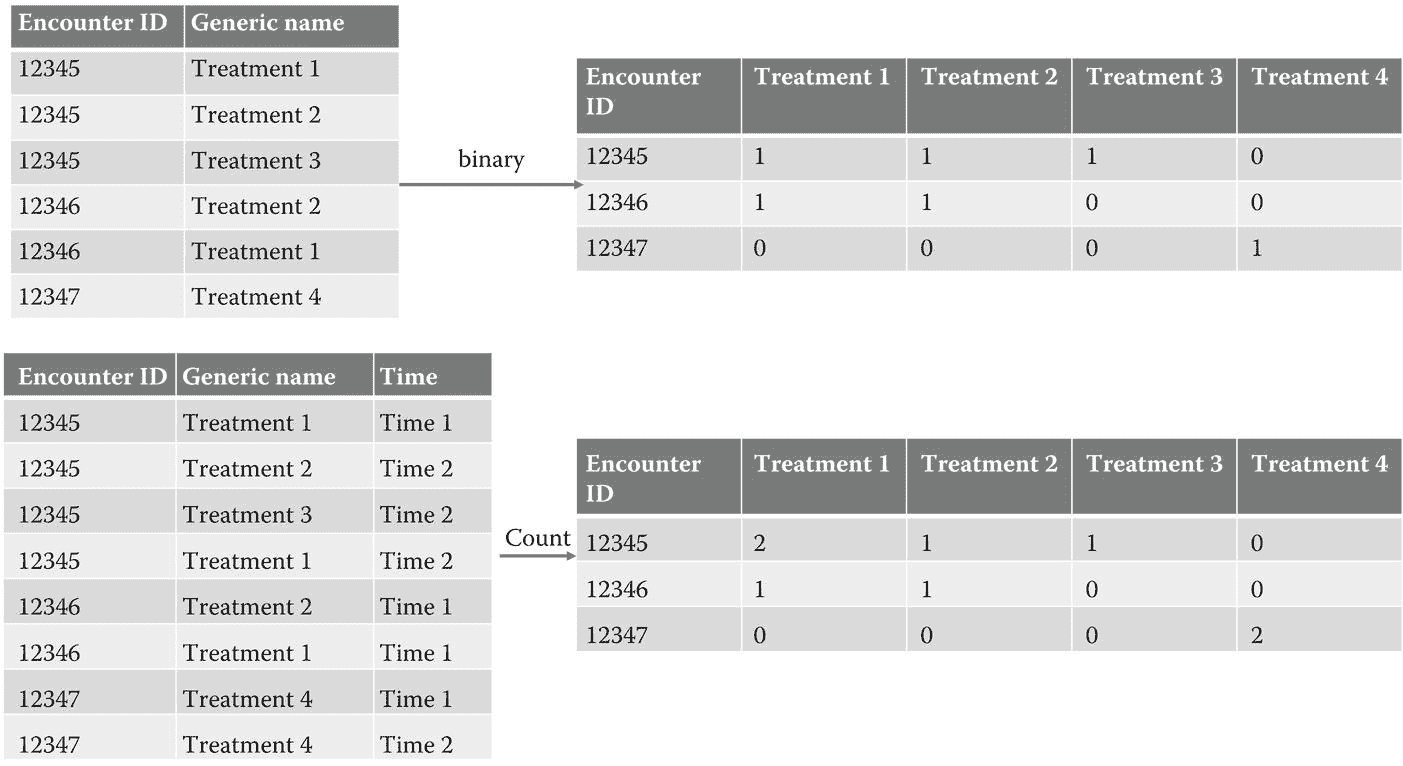 Encounter ID Generic name
12345 Treatment 1
12345 Treatment 2
12345 Treatment 3
12346 Treatment 2
12346 Treatment 1
12347 Treatment 4
binary
Encounter Treatment 1 Treatment 2 Treatment 3 Treatment 4
ID
12345 1 1 1 0
12346 1 1 0 0
12347 0 0 0 1
Encounter ID Generic name Time
12345 Treatment 1 Time 1
12345 Treatment 2 Time 2
12345 Treatment 3 Time 2
12345 Treatment 1 Time 2
12346 Treatment 2 Time 1
12346 Treatment 1 Time 1
12347 Treatment 4 Time 1
12347 Treatment 4 Time 2
Count
Encounter Treatment 1 Treatment 2 Treatment 3 Treatment 4
ID
12345 2 1 1 0
12346 1 1 0 0
12347 0 0 0 2